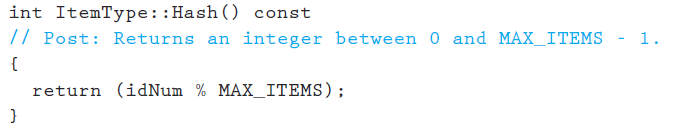 int ItemType::Hash() const
// Post: Returns an integer between 0 and MAX_ITEMS - 1.
{
  return (idNum % MAX_ITEMS);
}